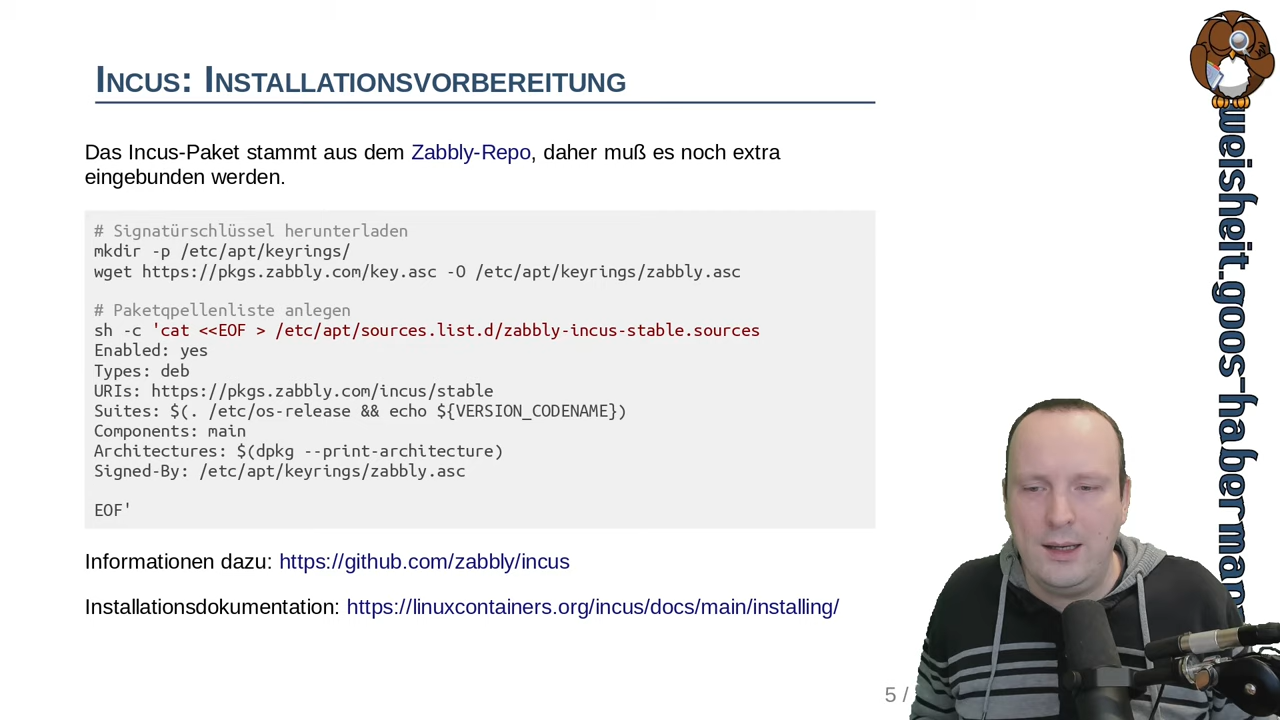 Incus: Installationsvorbereitung
Das Incus-Paket stammt aus dem Zabbly-Repo, daher muß es noch extra
eingebunden werden.
# Signatürschlüssel herunterladen
mkdir -p /etc/apt/keyrings/
wget https://pkgs.zabbly.com/key.asc -O /etc/apt/keyrings/zabbly.asc
# Paketqpellenliste anlegen
sh -c 'cat <<EOF > /etc/apt/sources.list.d/zabbly-incus-stable.sources
Enabled: yes
Types: deb
URIs: https://pkgs.zabbly.com/incus/stable
Suites: $(. /etc/os-release && echo ${VERSION_CODENAME})
Components: main
Architectures: $(dpkg --print-architecture)
Signed-By: /etc/apt/keyrings/zabbly.asc
EOF'
Informationen dazu: https://github.com/zabbly/incus
Installationsdokumentation: https://linuxcontainers.org/incus/docs/main/installing/
5 /
weisheit.goos-haberman